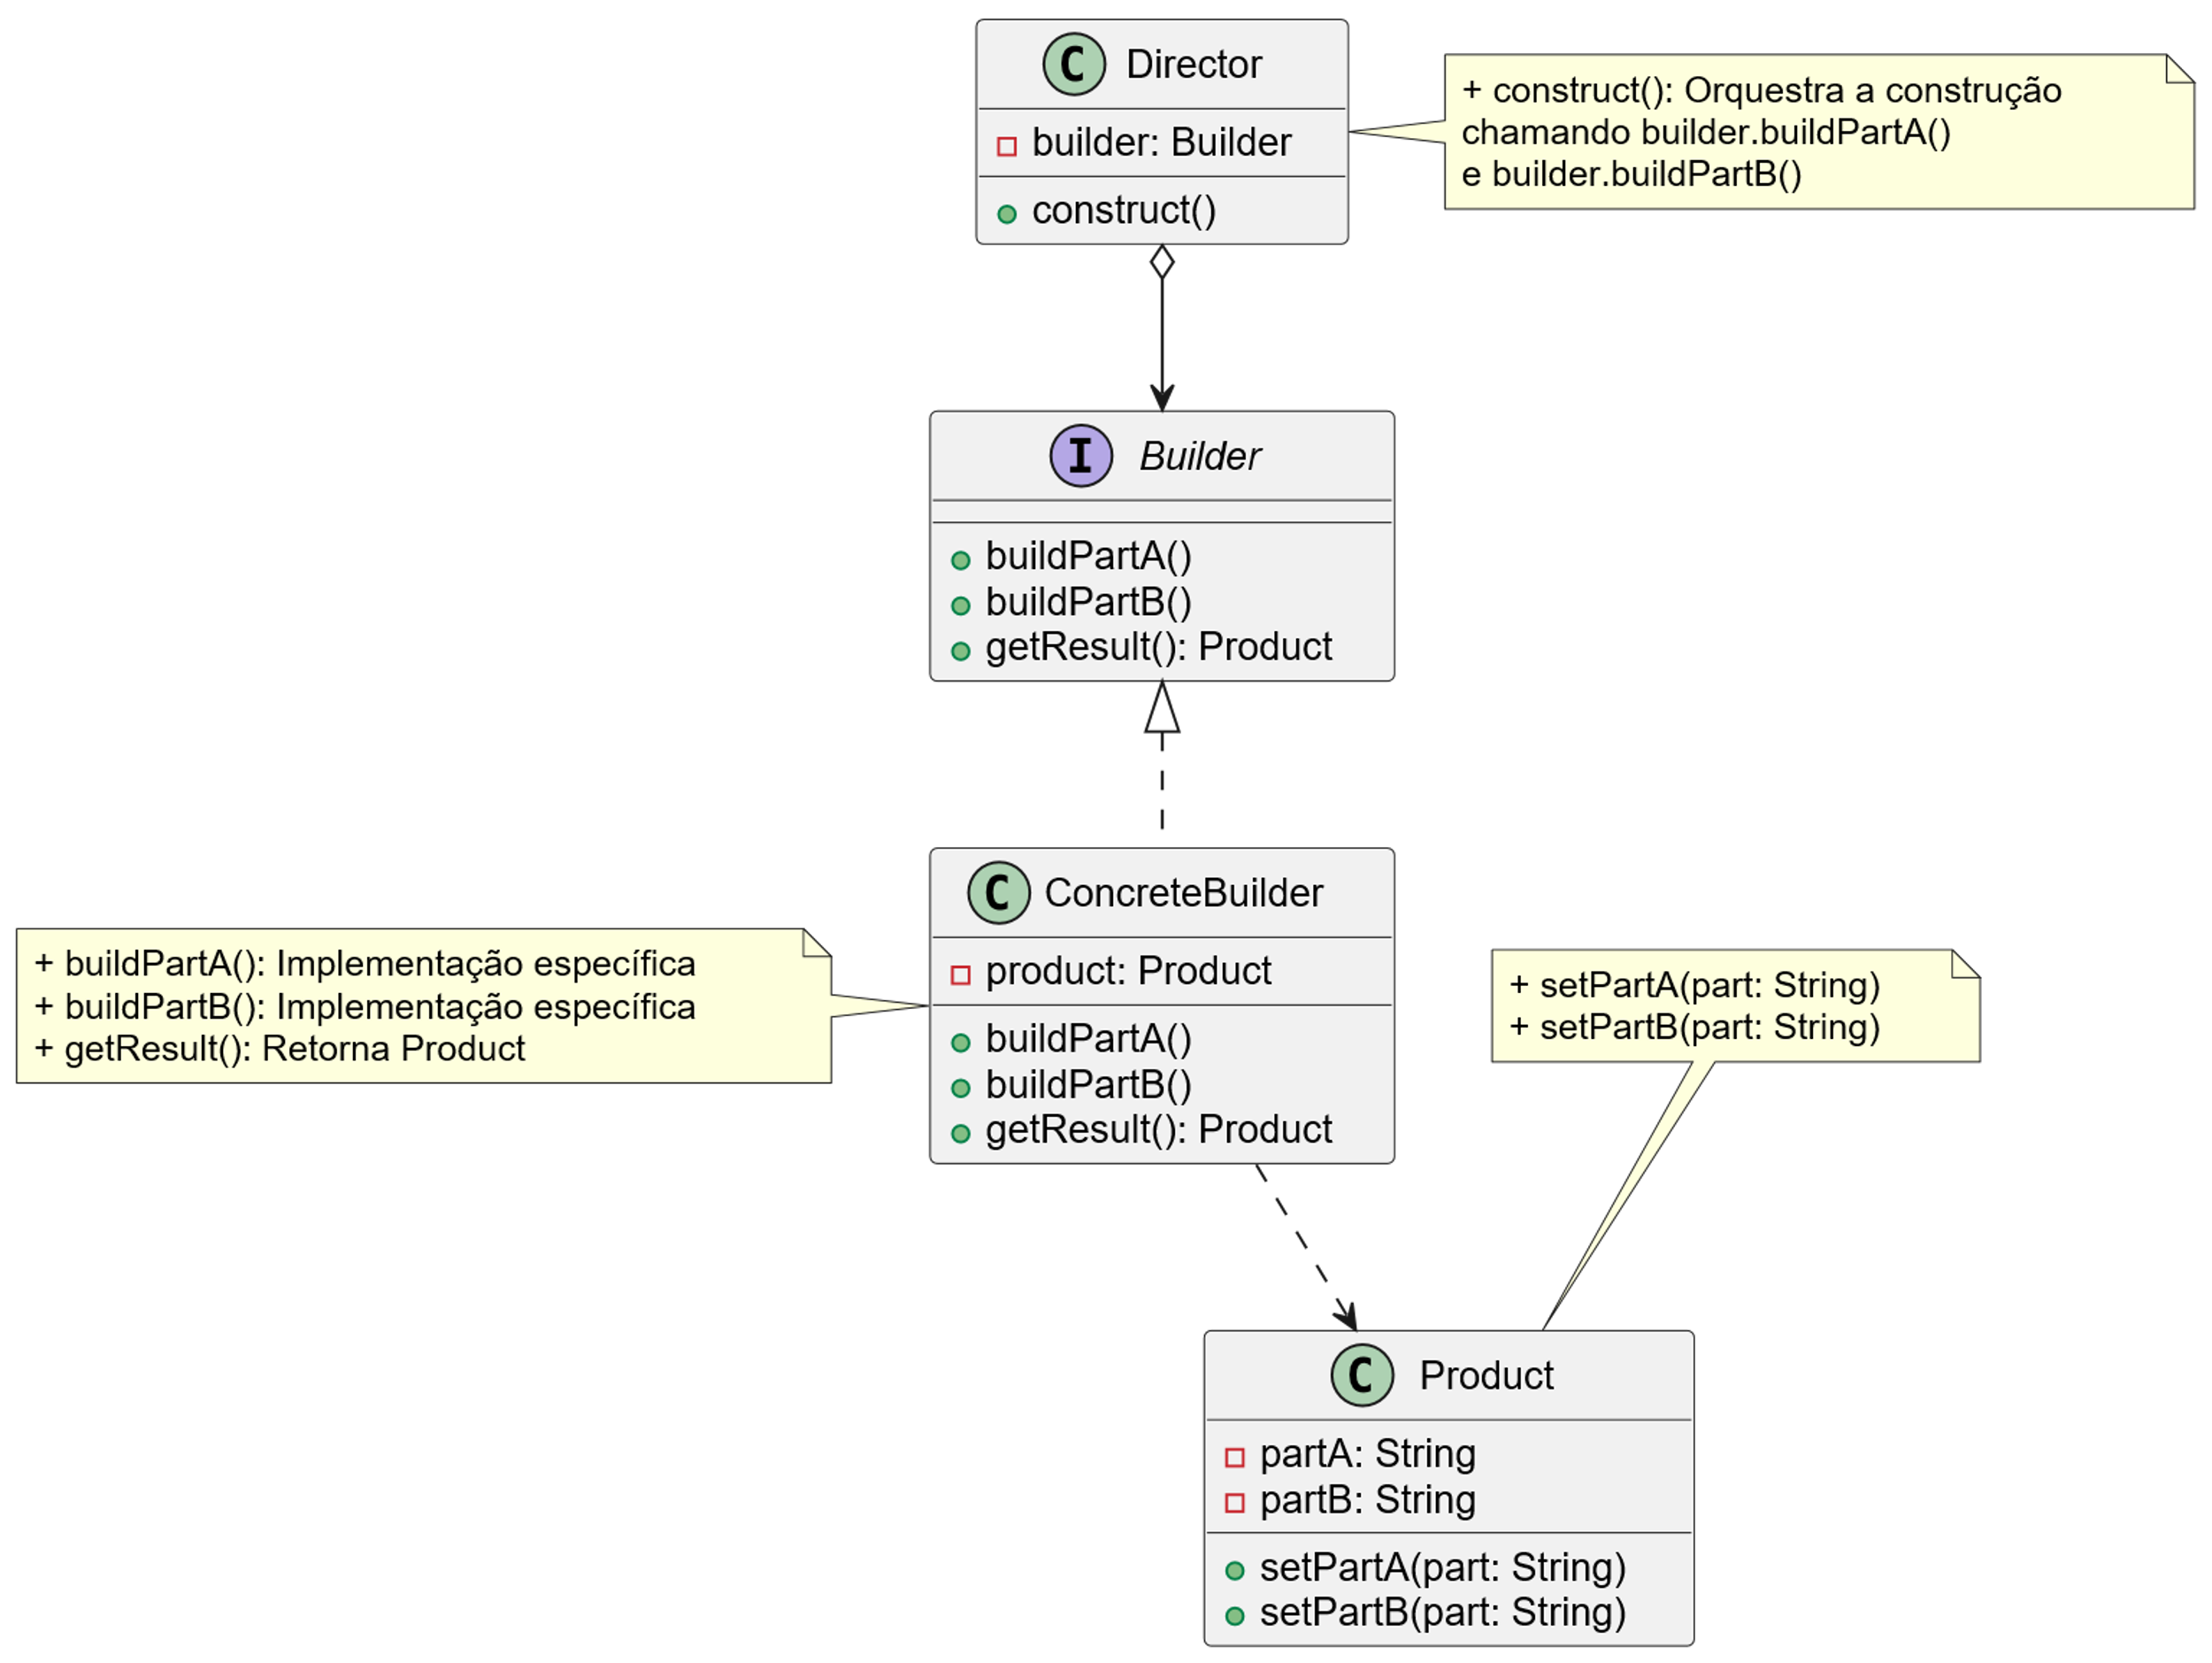 C Director
builder: Builder
construct()
+ construct(): Orquestra a construção
chamando builder.buildPartA()
e builder.buildPartB()
I Builder
buildPartA()
buildPartB()
getResult(): Product
C ConcreteBuilder
product: Product
buildPartA()
buildPartB()
getResult(): Product
+ buildPartA(): Implementação específica
+ buildPartB(): Implementação específica
+ getResult(): Retorna Product
+ setPartA(part: String)
+ setPartB(part: String)
C Product
partA: String
partB: String
setPartA(part: String)
setPartB(part: String)